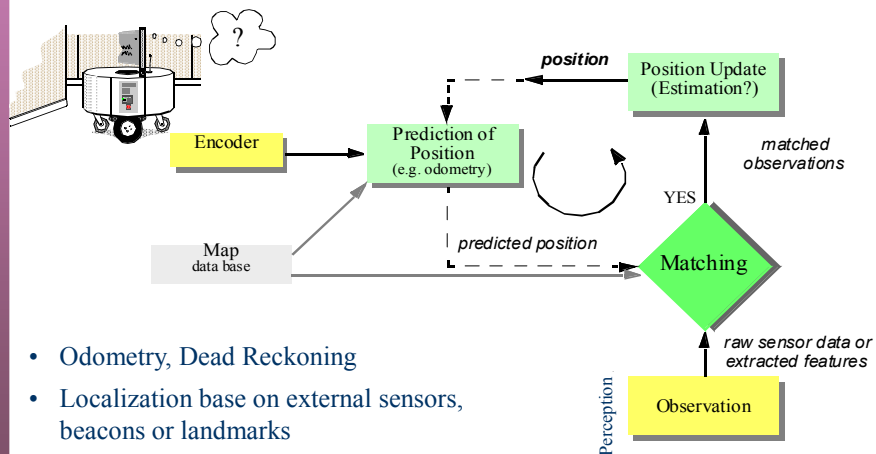 ?
position
Position Update
(Estimation?)
Encoder
Prediction of
Position
(e.g. odometry)
matched
observations
YES
Map
data base
predicted position
Matching
raw sensor data or
extracted features
• Odometry, Dead Reckoning
• Localization base on external sensors,
beacons or landmarks
Perception
Observation